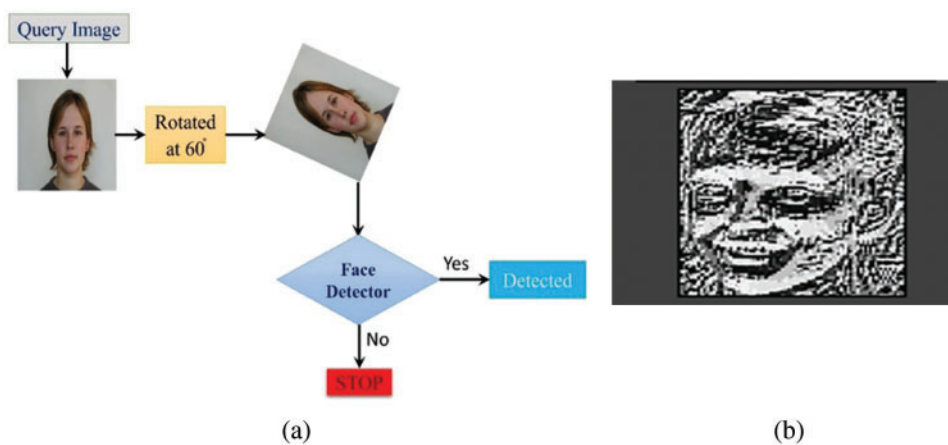 Query Image
Rotated
at 60°
Face
Detector
Yes
Detected
No
STOP
(a)
(b)